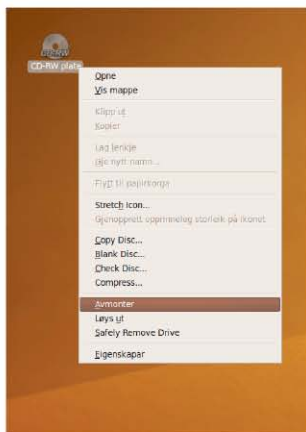 CD-RW
CD-RW plate
Opne
Vis mappe
Klipp ut
Kopier
Lag lenkje
Gje nytt namn...
Flytt til papirkorga
Stretch Icon...
Gjenopprett opprinneleg storleik på ikonet
Copy Disc...
Blank Disc...
Check Disc...
Compress...
Avmonter
Løys ut
Safely Remove Drive
Eigenskapar